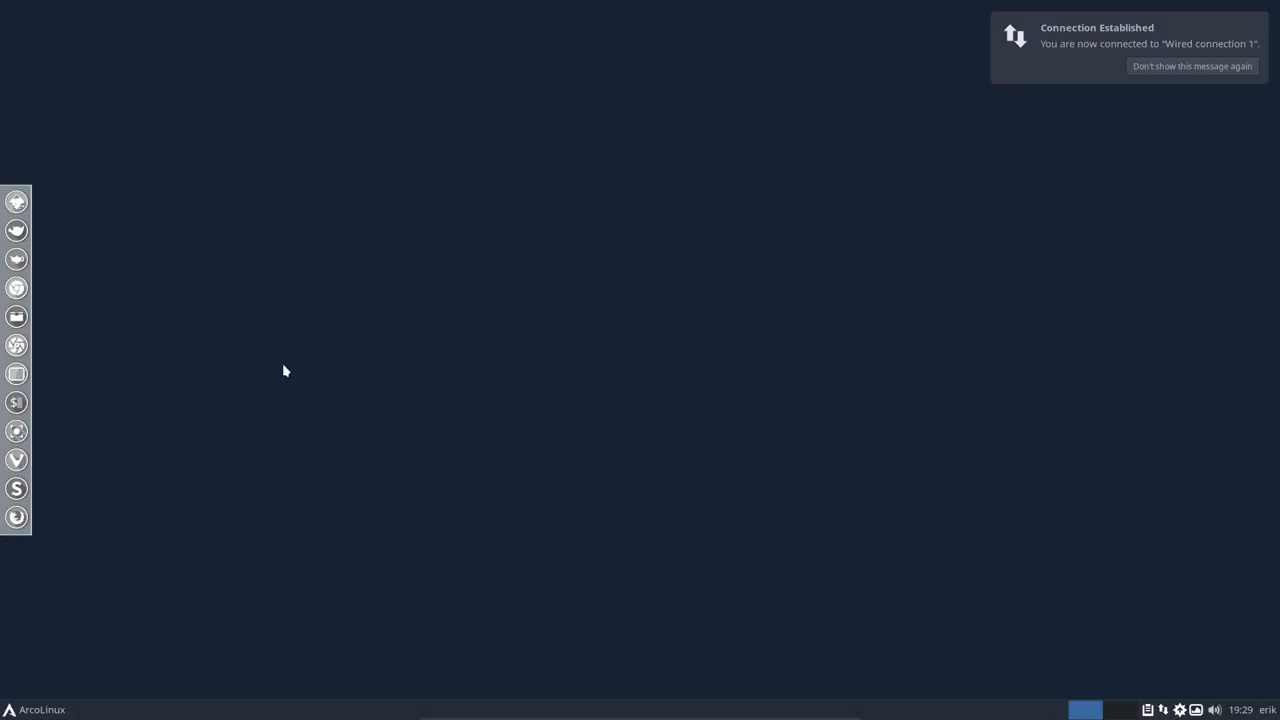 Connection Established
You are now connected to "Wired connection 1".
Don't show this message again
$
S
ArcoLinux
19:29
erik